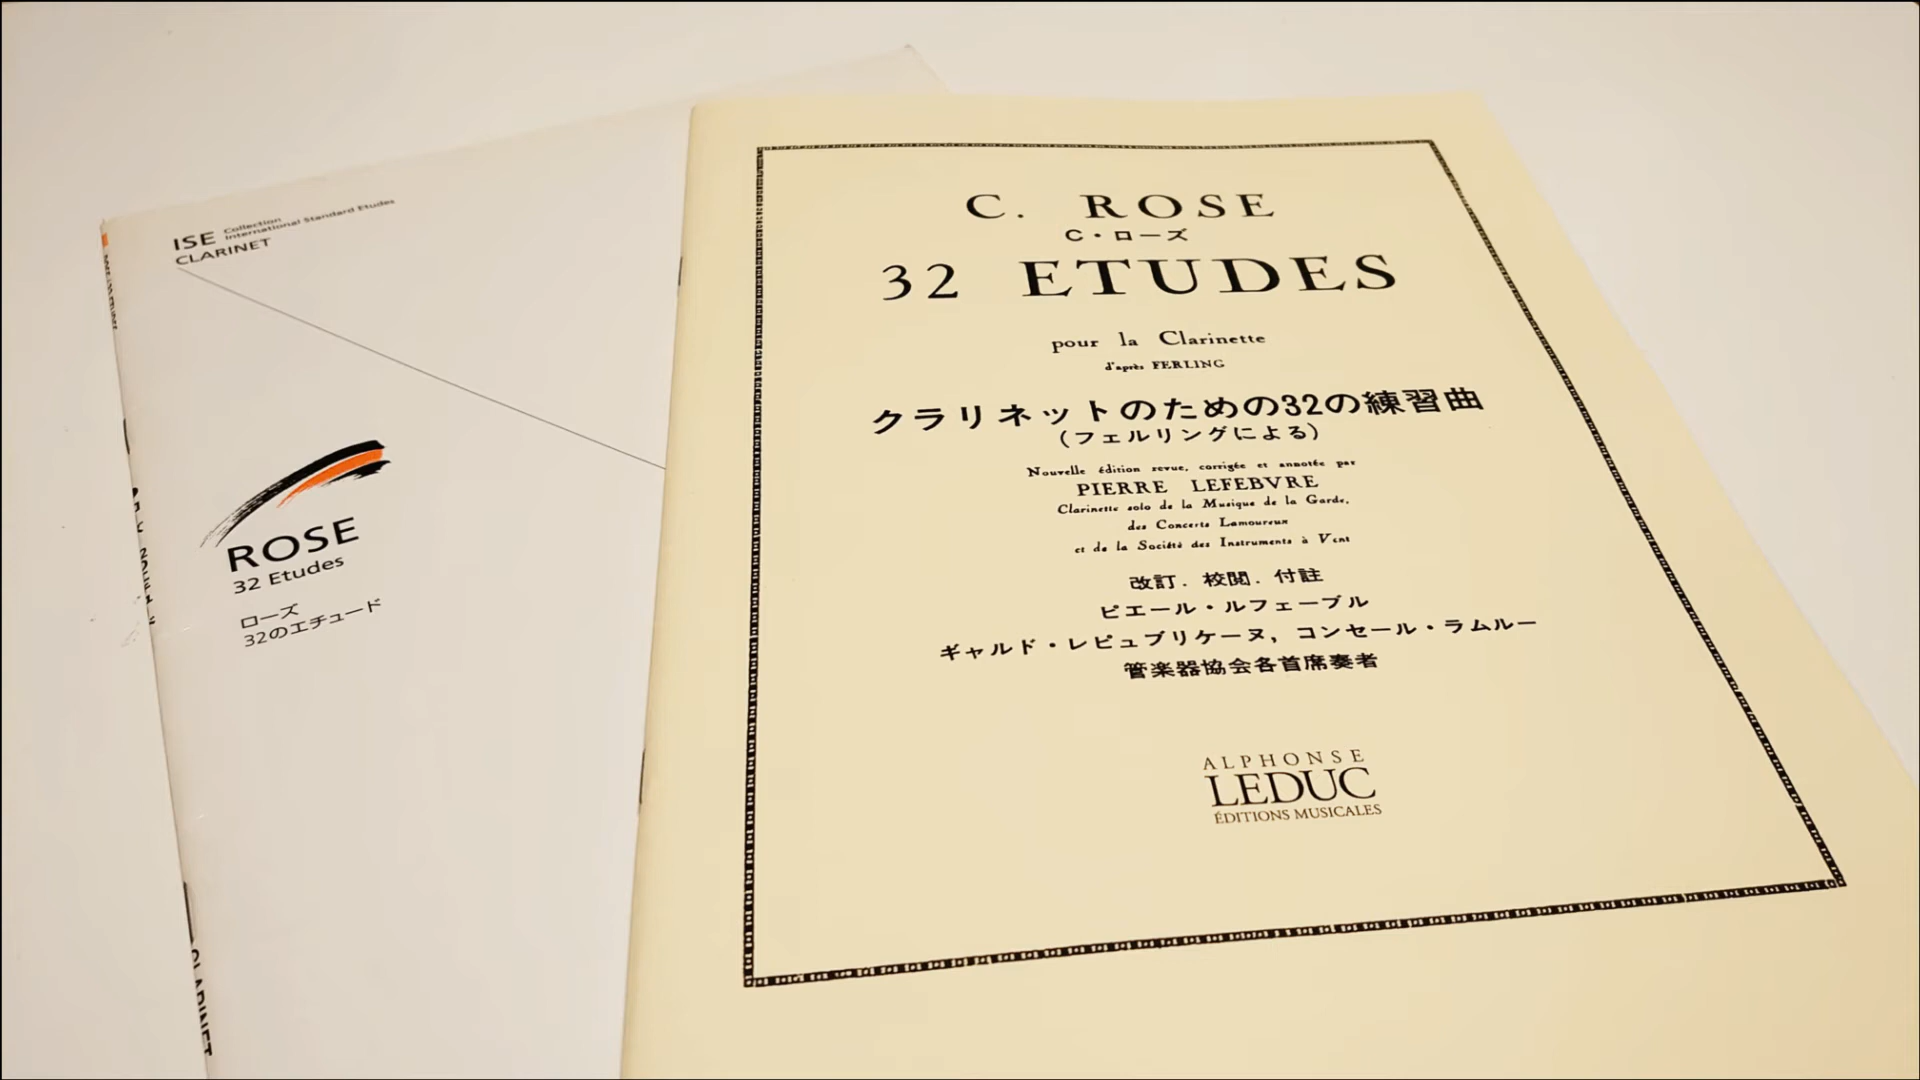 ISE Collection
International Standard Etudes
CLARINET
ROSE
32 Etudes
ローズ
32のエチュード
CLARINET
C. ROSE
C・ローズ
32 ETUDES
pour la Clarinette
d'après FERLING
クラリネットのための32の練習曲
(フェルリングによる)
Nouvelle édition revue, corrigée et annotée par
PIERRE LEFEBVRE
Clarinette solo de la Musique de la Garde,
des Concerts Lamoureux
et de la Société des Instruments à Vent
改訂．校閲．付註
ピエール・ルフェーブル
ギャルド・レピュブリケーヌ，コンセール・ラムルー
管楽器協会各首席奏者
ALPHONSE
LEDUC
ÉDITIONS MUSICALES